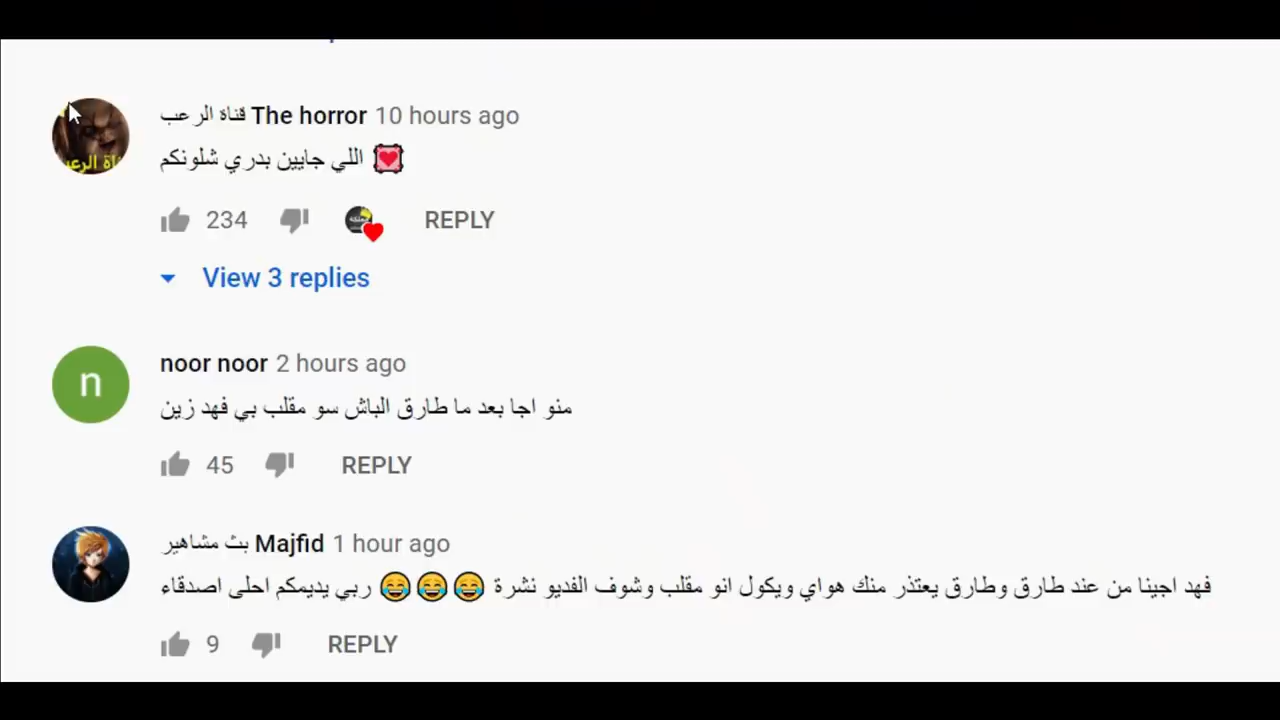 قناة الرعب The horror 10 hours ago
اللي جايين بدري شلونكم 💟
234 REPLY
View 3 replies
n
noor noor 2 hours ago
منو اجا بعد ما طارق الباش سو مقلب بي فهد زين
45 REPLY
بث مشاهير Majfid 1 hour ago
فهد اجينا من عند طارق وطارق يعتذر منك هواي ويكول انو مقلب وشوف الفديو نشرة 😂😂😂 ربي يديمكم احلى اصدقاء
9 REPLY